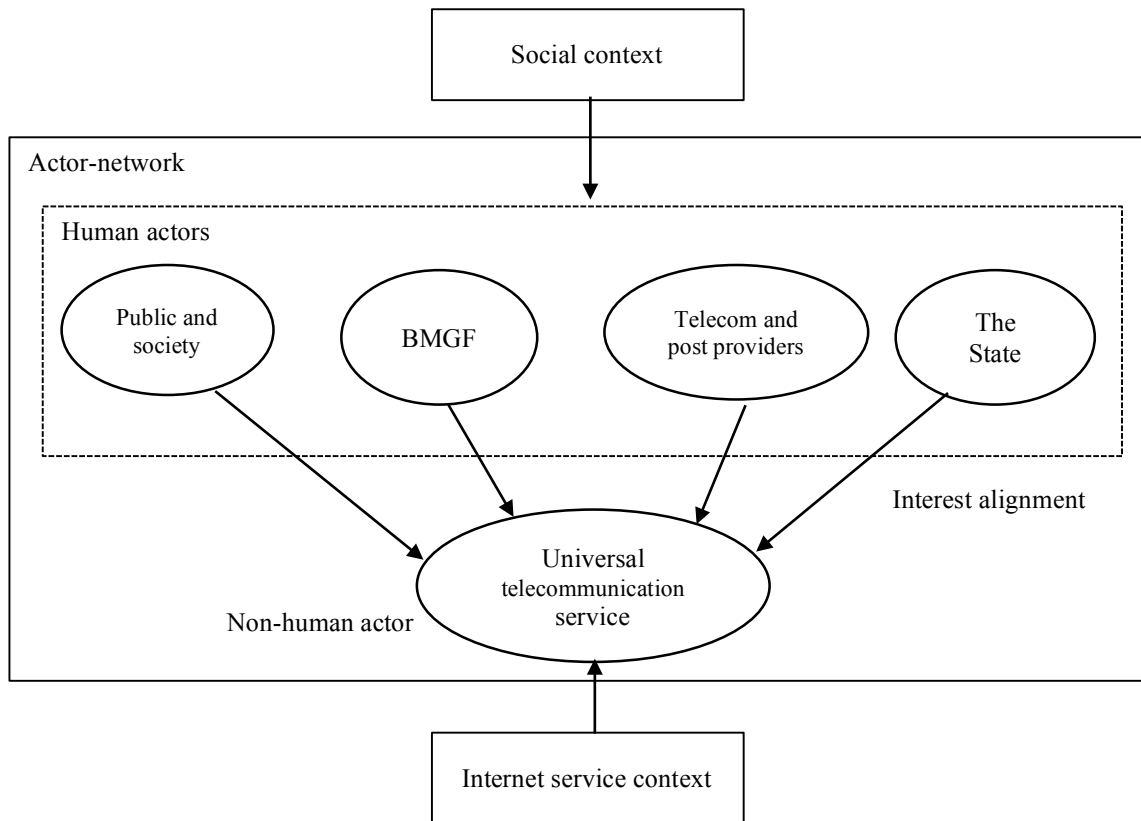 Social context
Actor-network
Human actors
Public and
society
BMGF
Telecom and
post providers
The
State
Interest alignment
Universal
telecommunication
service
Non-human actor
Internet service context